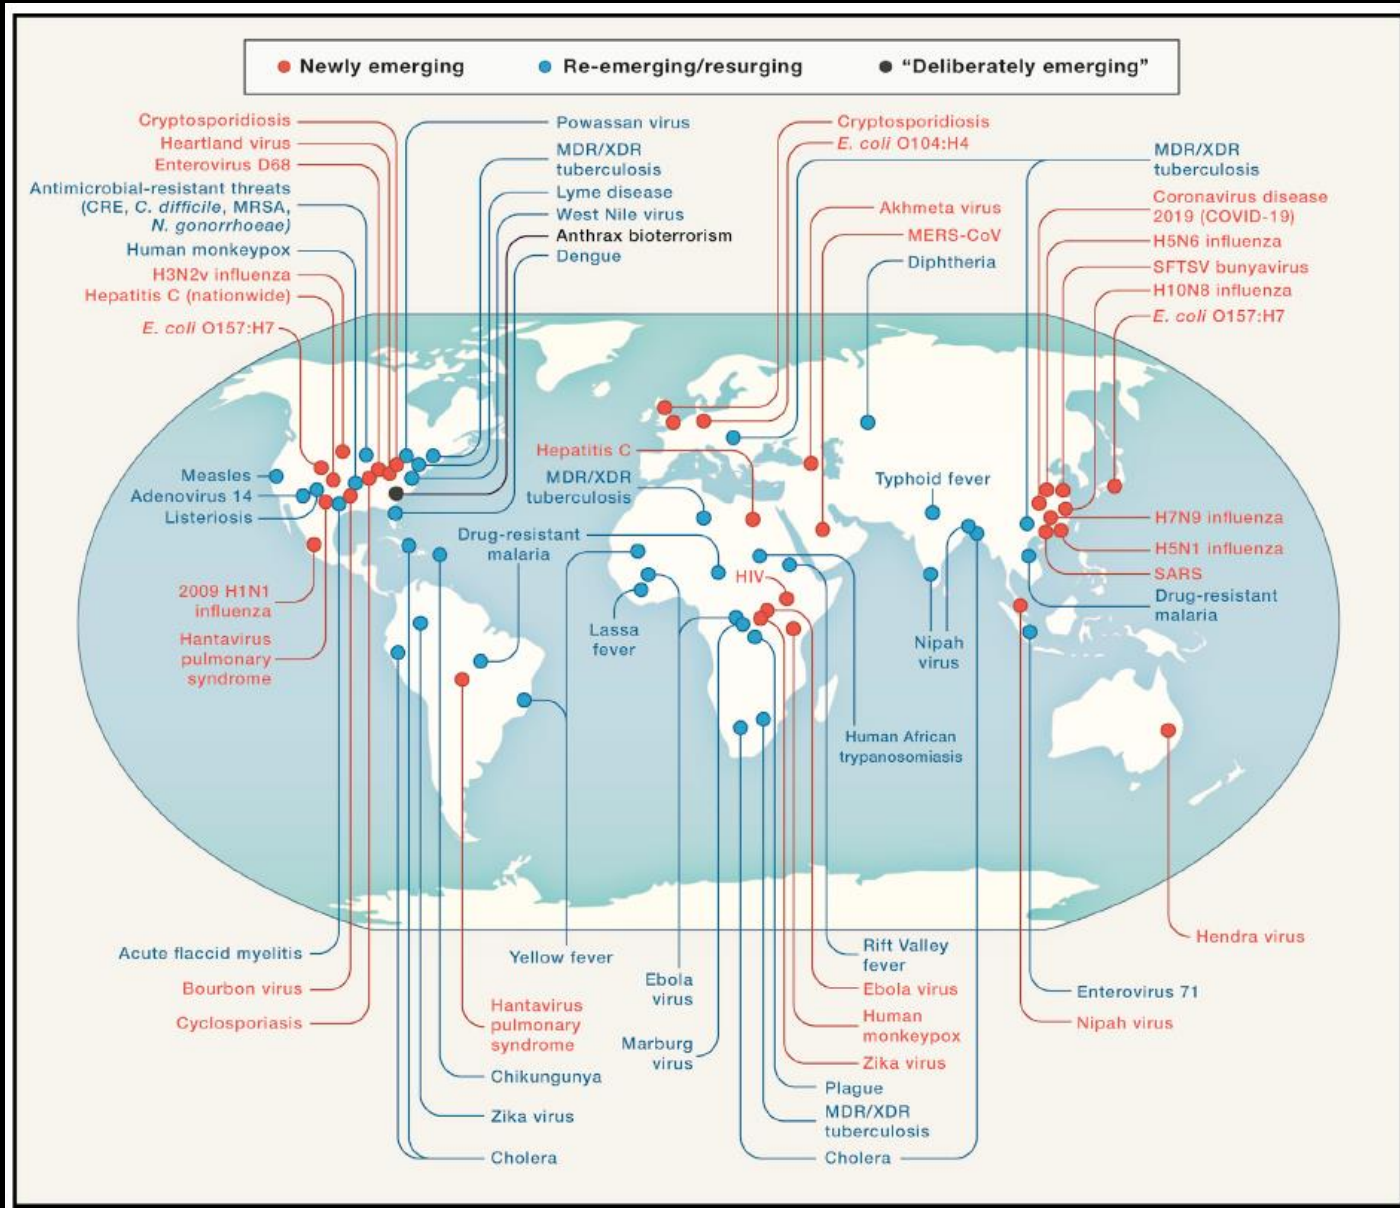 Newly emerging
Re-emerging/resurging
“Deliberately emerging”
Cryptosporidiosis
Heartland virus
Enterovirus D68
Antimicrobial-resistant threats
(CRE, C. difficile, MRSA,
N. gonorrhoeae)
Human monkeypox
H3N2v influenza
Hepatitis C (nationwide)
E. coli O157:H7
Powassan virus
MDR/XDR
tuberculosis
Lyme disease
West Nile virus
Anthrax bioterrorism
Dengue
Cryptosporidiosis
E. coli O104:H4
Akhmeta virus
MERS-CoV
Diphtheria
MDR/XDR
tuberculosis
Coronavirus disease
2019 (COVID-19)
H5N6 influenza
SFTSV bunyavirus
H10N8 influenza
E. coli O157:H7
Measles
Adenovirus 14
Listeriosis
2009 H1N1
influenza
Hantavirus
pulmonary
syndrome
Hepatitis C
MDR/XDR
tuberculosis
Drug-resistant
malaria
HIV
Lassa
fever
Typhoid fever
Nipah
virus
Human African
trypanosomiasis
H7N9 influenza
H5N1 influenza
SARS
Drug-resistant
malaria
Acute flaccid myelitis
Bourbon virus
Cyclosporiasis
Yellow fever
Hantavirus
pulmonary
syndrome
Chikungunya
Zika virus
Cholera
Ebola
virus
Marburg
virus
Rift Valley
fever
Ebola virus
Human
monkeypox
Zika virus
Plague
MDR/XDR
tuberculosis
Cholera
Hendra virus
Enterovirus 71
Nipah virus